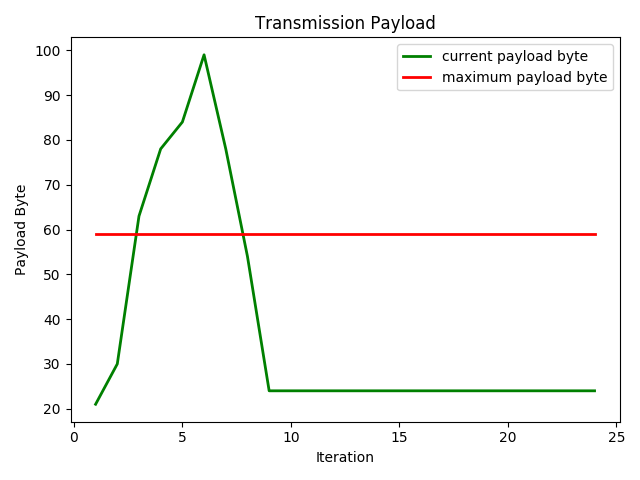 Transmission Payload
current payload byte
maximum payload byte
100
90
80
70
60
50
40
30
20
Payload Byte
0 5 10 15 20 25
Iteration